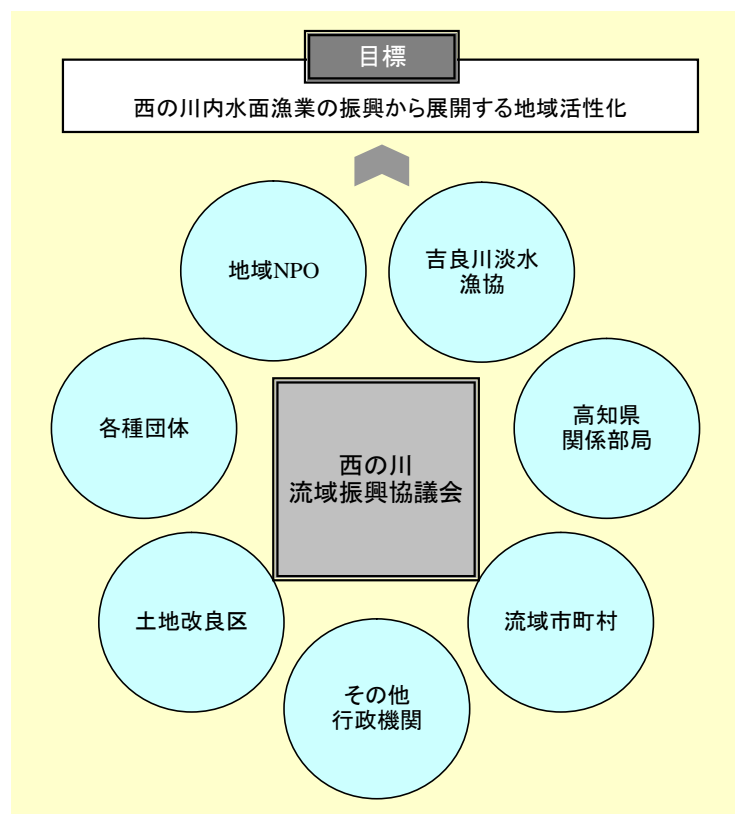 目標
西の川内水面漁業の振興から展開する地域活性化
地域NPO
吉良川淡水
漁協
各種団体
高知県
関係部局
西の川
流域振興協議会
土地改良区
流域市町村
その他
行政機関